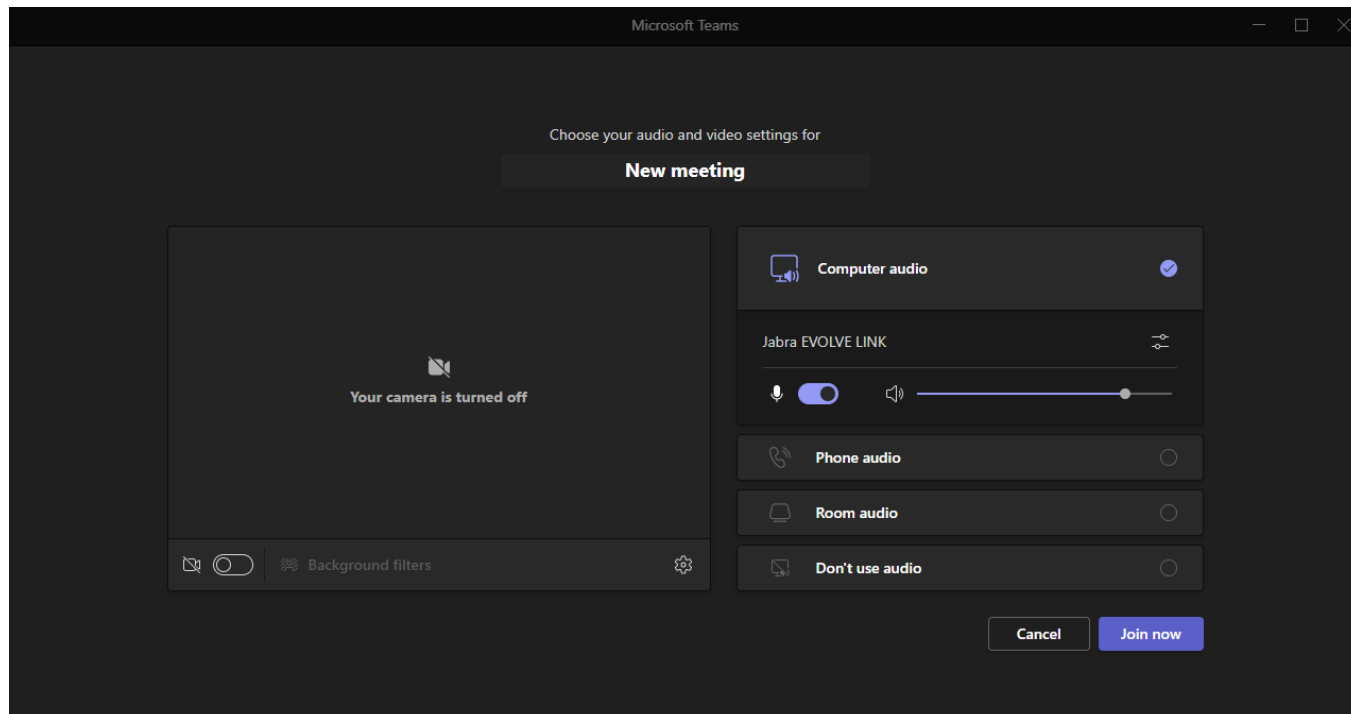 Microsoft Teams
Choose your audio and video settings for
New meeting
Your camera is turned off
Background filters
Computer audio
Jabra EVOLVE LINK
Phone audio
Room audio
Don't use audio
Cancel
Join now